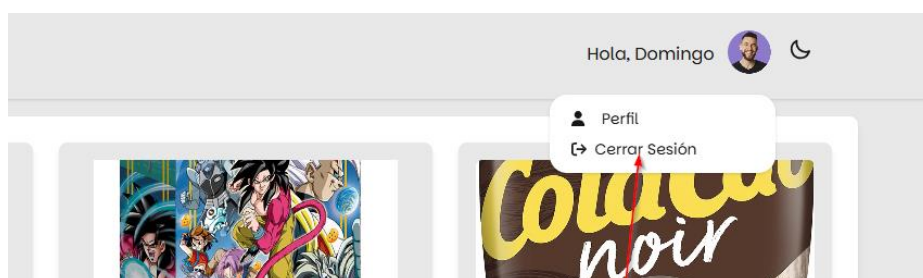 Hola, Domingo
Perfil
Cerrar Sesión
ColaCao
noir